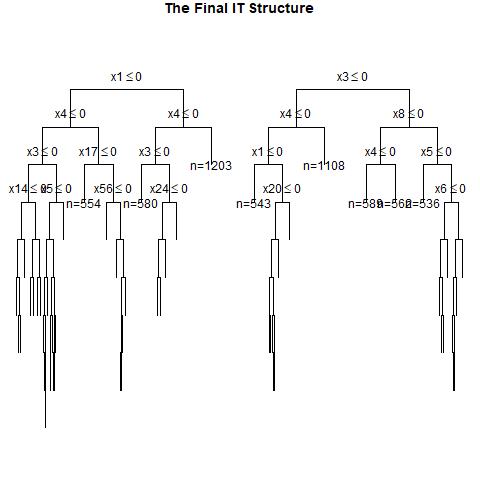 The Final IT Structure
x1 ≤ 0 x3 ≤ 0
x4 ≤ 0 x4 ≤ 0 x4 ≤ 0 x8 ≤ 0
x3 ≤ 0 x17 ≤ 0 x3 ≤ 0 n=1203 x1 ≤ 0 n=1108 x4 ≤ 0 x5 ≤ 0
x14 ≤ 0 x5 ≤ 0 x56 ≤ 0 x24 ≤ 0 x20 ≤ 0 x6 ≤ 0
n=554 n=580 n=543 n=589 n=562 n=536